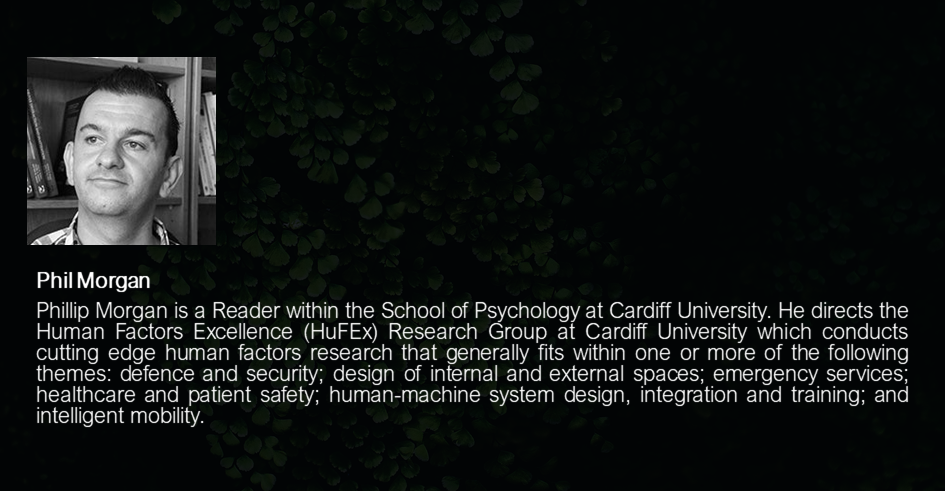 Phil Morgan
Phillip Morgan is a Reader within the School of Psychology at Cardiff University. He directs the
Human Factors Excellence (HuFEx) Research Group at Cardiff University which conducts
cutting edge human factors research that generally fits within one or more of the following
themes: defence and security; design of internal and external spaces; emergency services;
healthcare and patient safety; human-machine system design, integration and training; and
intelligent mobility.